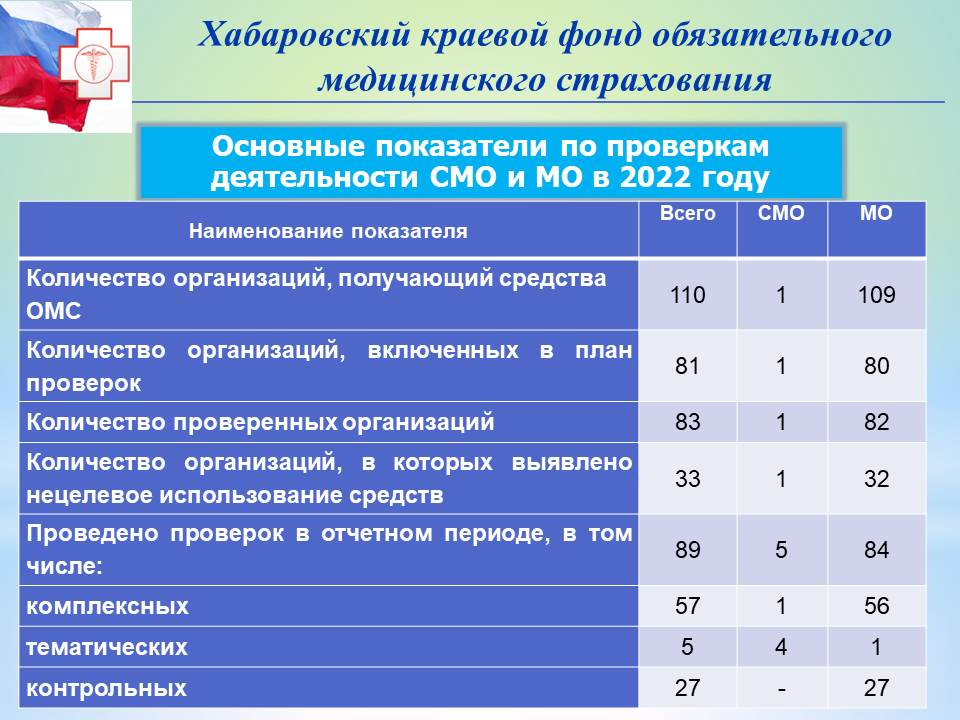 Хабаровский краевой фонд обязательного
медицинского страхования
Основные показатели по проверкам
деятельности СМО и МО в 2022 году
Наименование показателя Всего СМО МО
Количество организаций, получающий средства
ОМС 110 1 109
Количество организаций, включенных в план
проверок 81 1 80
Количество проверенных организаций 83 1 82
Количество организаций, в которых выявлено
нецелевое использование средств 33 1 32
Проведено проверок в отчетном периоде, в том
числе: 89 5 84
комплексных 57 1 56
тематических 5 4 1
контрольных 27 - 27